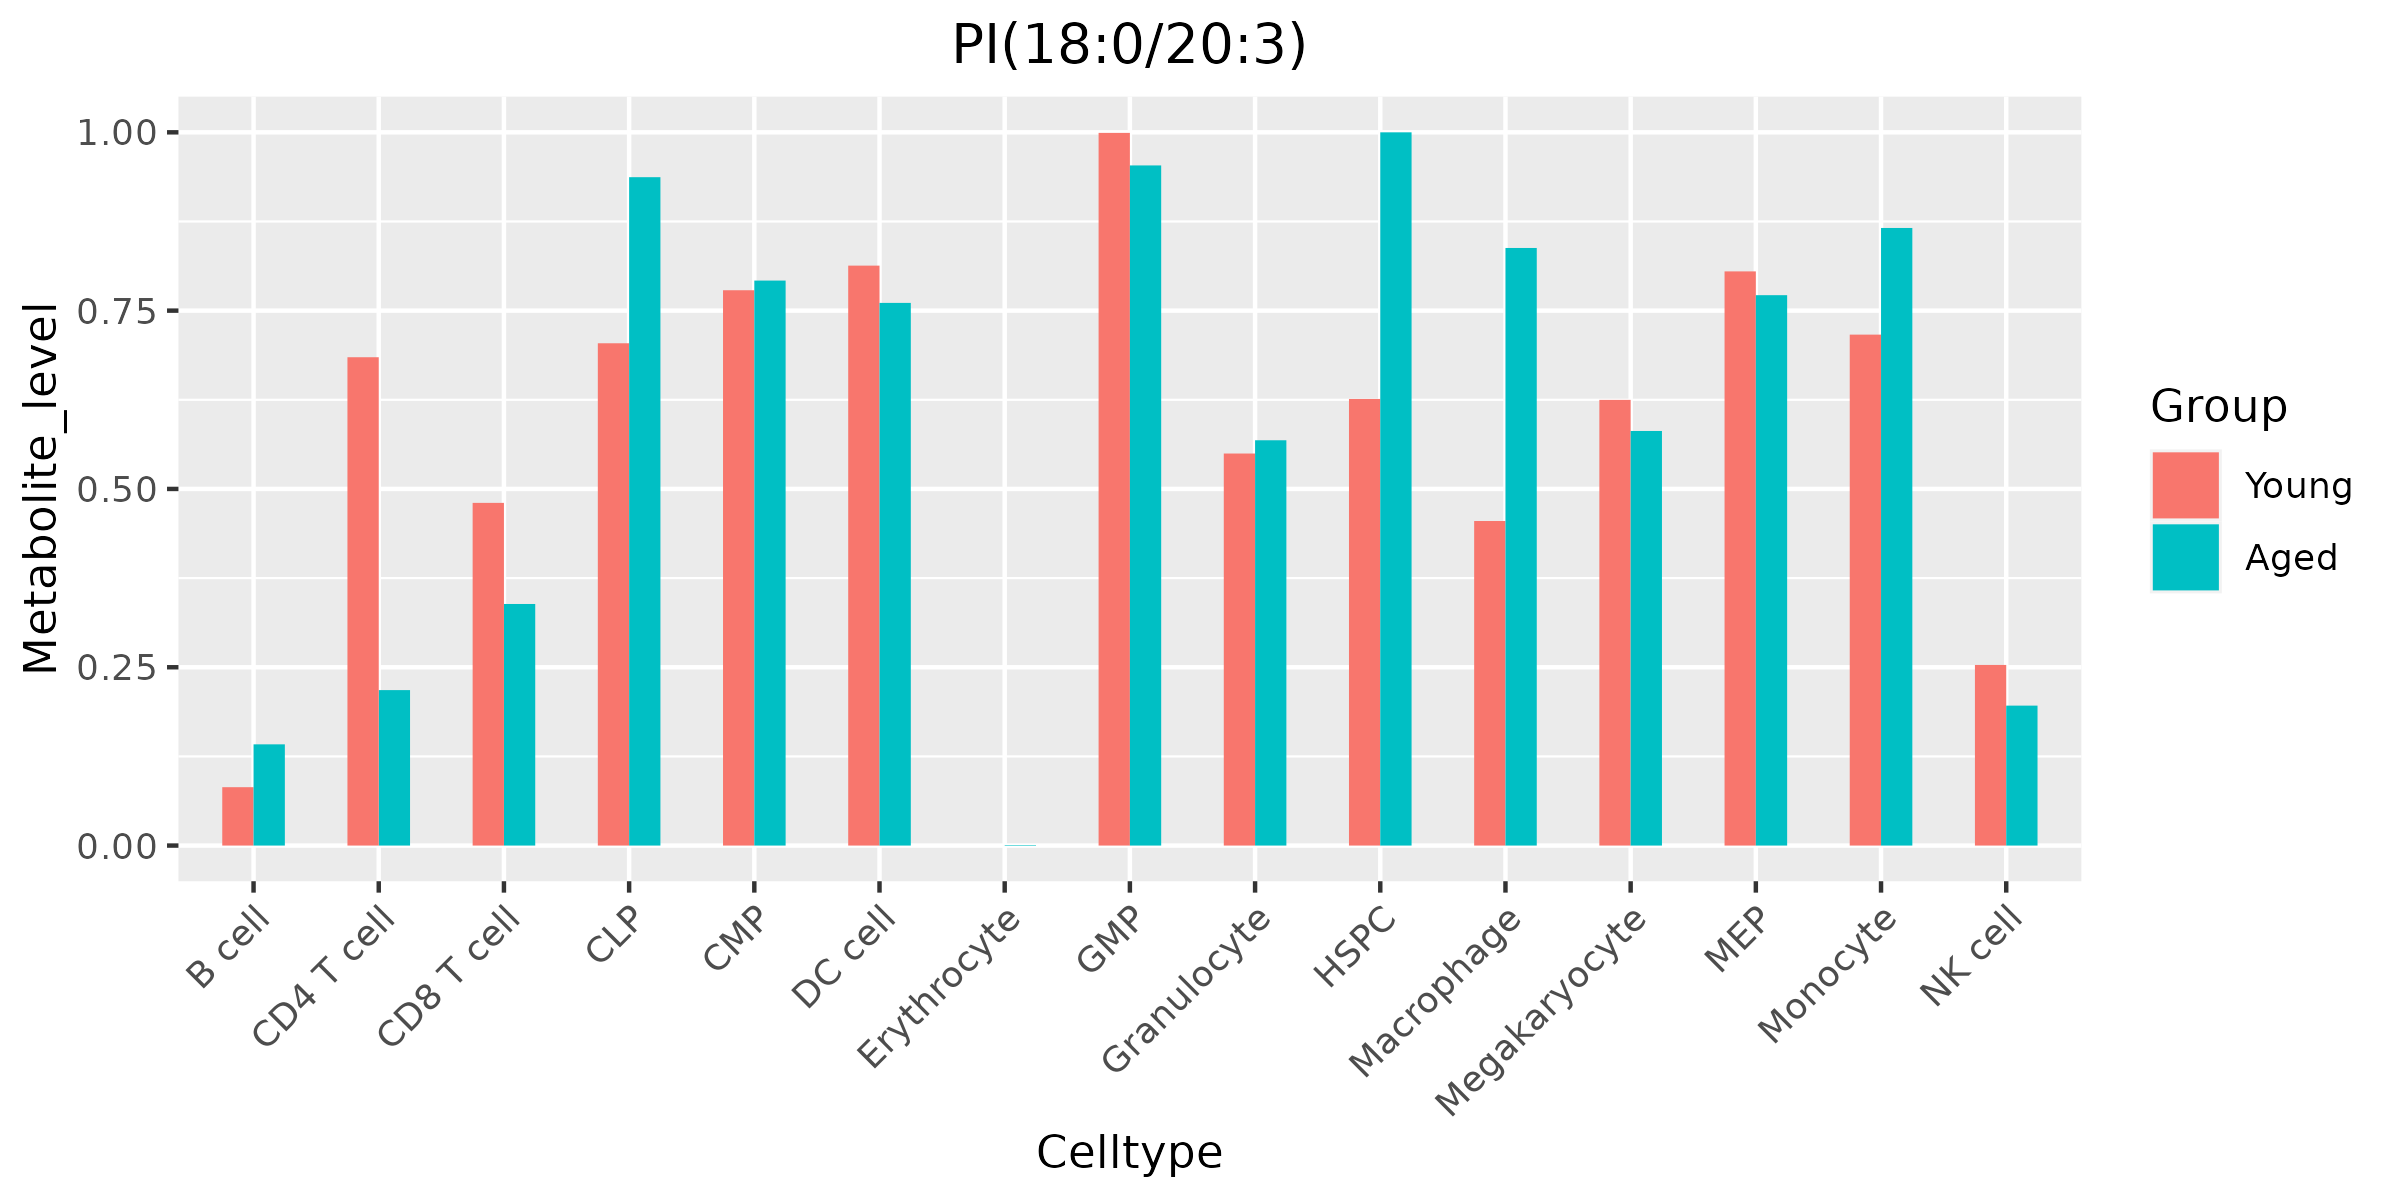 PI(18:0/20:3)
Metabolite_level
1.00
0.75
0.50
0.25
0.00
B cell
CD4 T cell
CD8 T cell
CLP
CMP
DC cell
Erythrocyte
GMP
Granulocyte
HSPC
Macrophage
Megakaryocyte
MEP
Monocyte
NK cell
Celltype
Group
Young
Aged